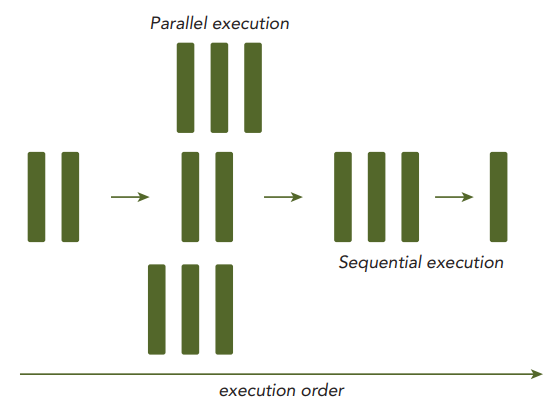 Parallel execution
Sequential execution
execution order